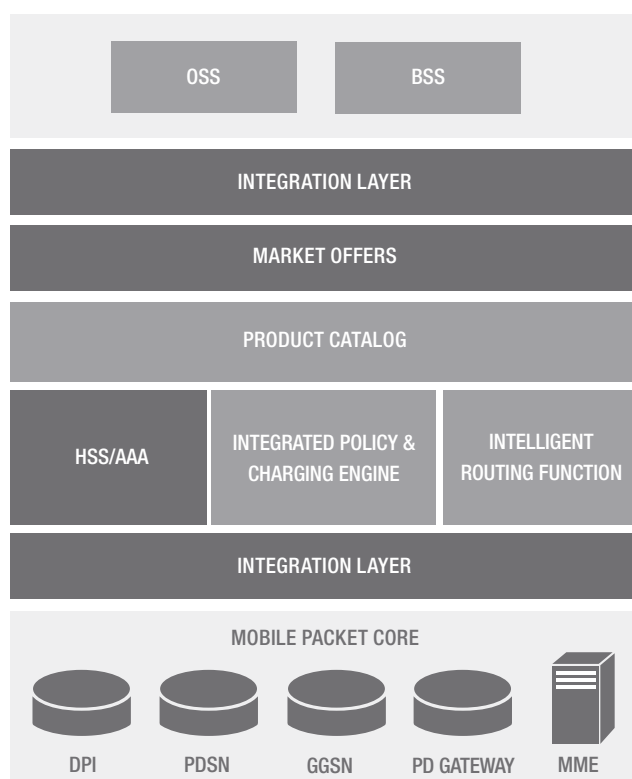 OSS
BSS
INTEGRATION LAYER
MARKET OFFERS
PRODUCT CATALOG
HSS/AAA
INTEGRATED POLICY &
CHARGING ENGINE
INTELLIGENT
ROUTING FUNCTION
INTEGRATION LAYER
MOBILE PACKET CORE
DPI
PDSN
GGSN
PD GATEWAY
MME